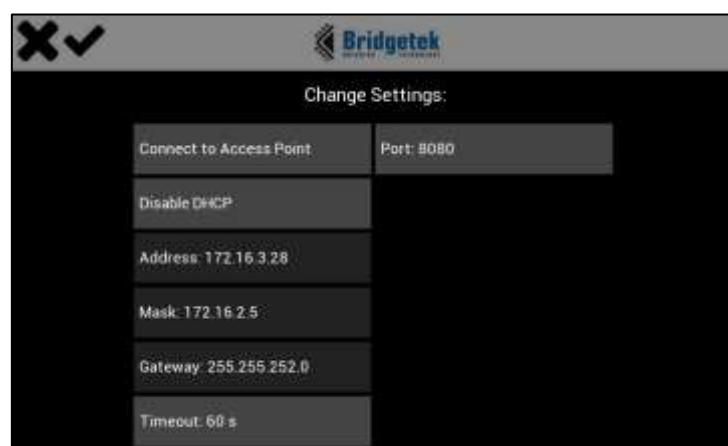 Bridgetek
Change Settings:
Connect to Access Point
Port: 8080
Disable DHCP
Address: 172.16.3.28
Mask: 172.16.2.5
Gateway: 255.255.252.0
Timeout: 60 s